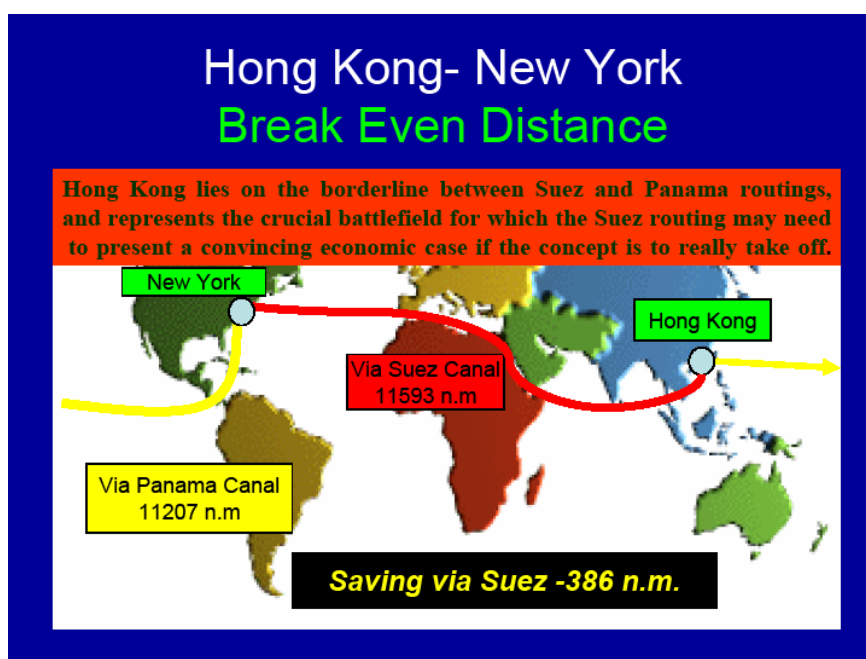 Hong Kong- New York
Break Even Distance
Hong Kong lies on the borderline between Suez and Panama routings,
and represents the crucial battlefield for which the Suez routing may need
to present a convincing economic case if the concept is to really take off.
New York
Hong Kong
Via Suez Canal
11593 n.m
Via Panama Canal
11207 n.m
Saving via Suez -386 n.m.